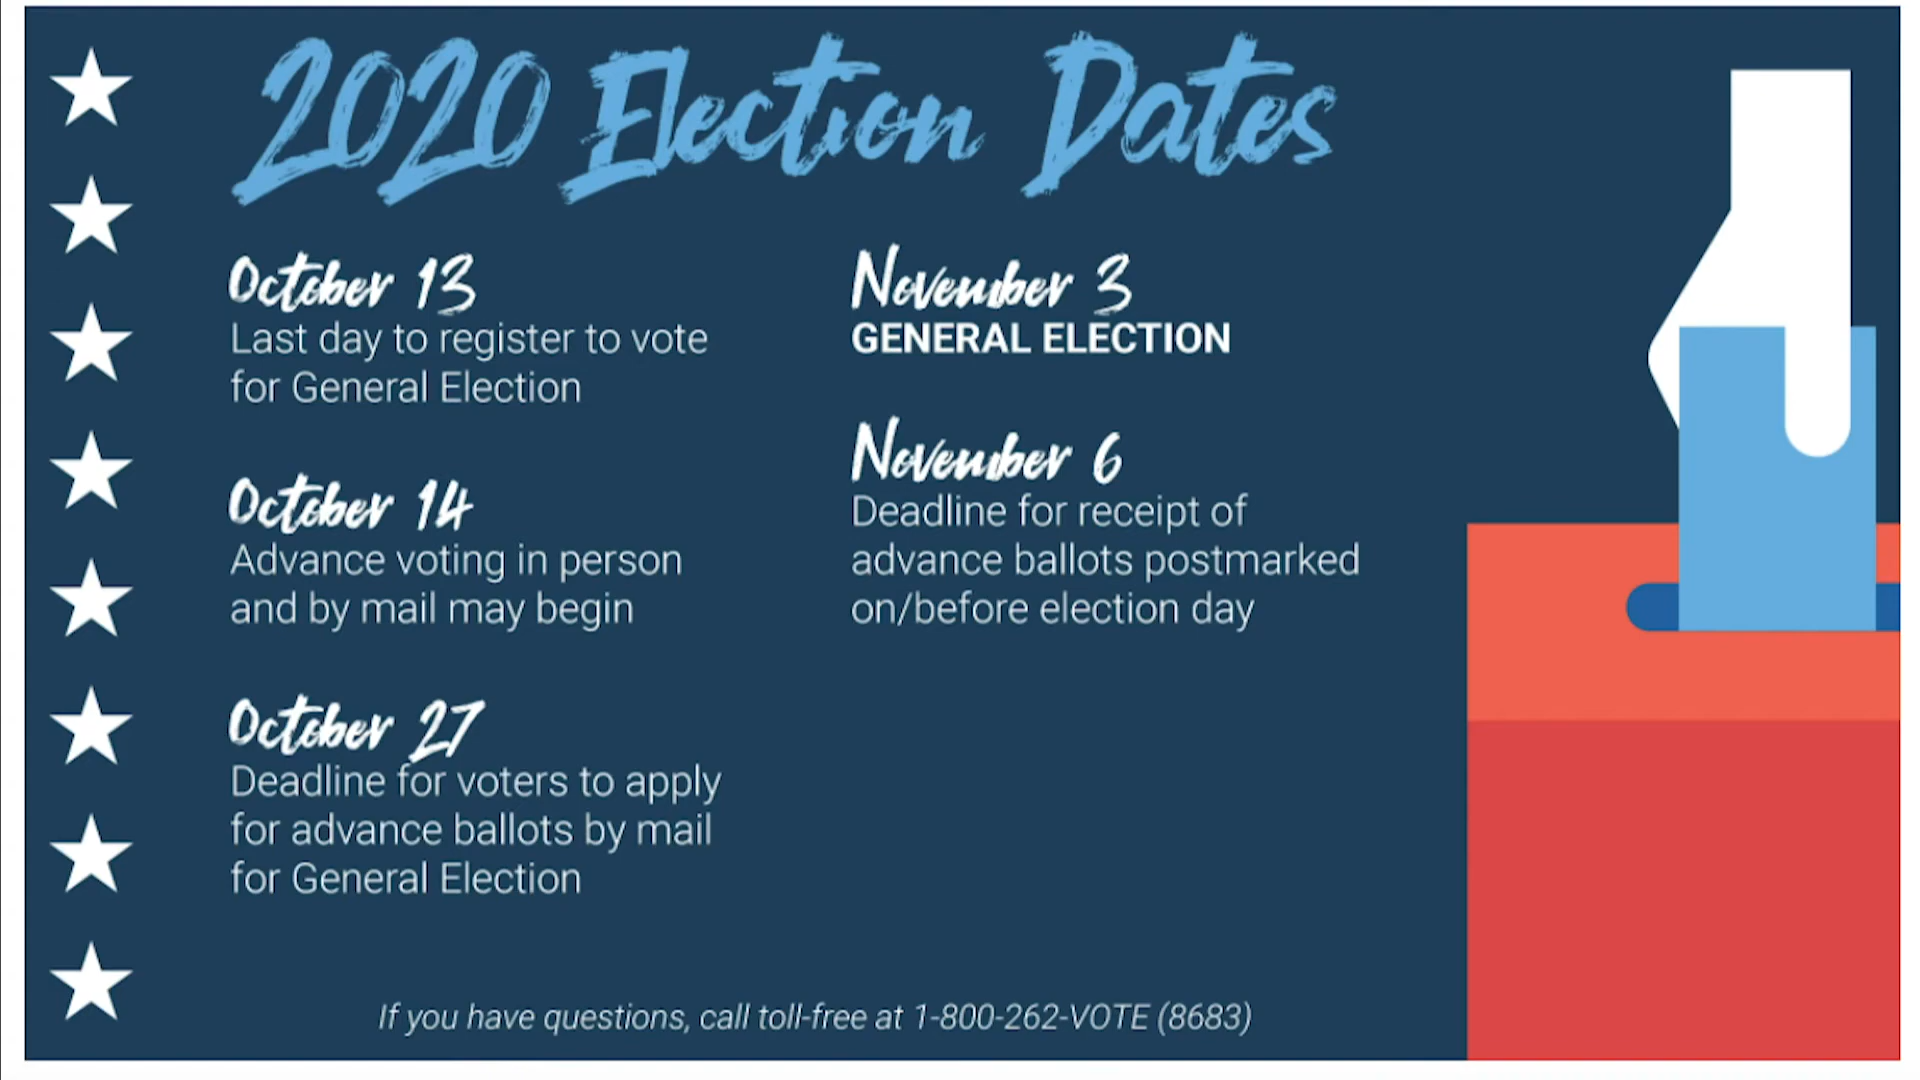 2020 Election Dates
October 13
Last day to register to vote
for General Election
October 14
Advance voting in person
and by mail may begin
October 27
Deadline for voters to apply
for advance ballots by mail
for General Election
November 3
GENERAL ELECTION
November 6
Deadline for receipt of
advance ballots postmarked
on/before election day
If you have questions, call toll-free at 1-800-262-VOTE (8683)